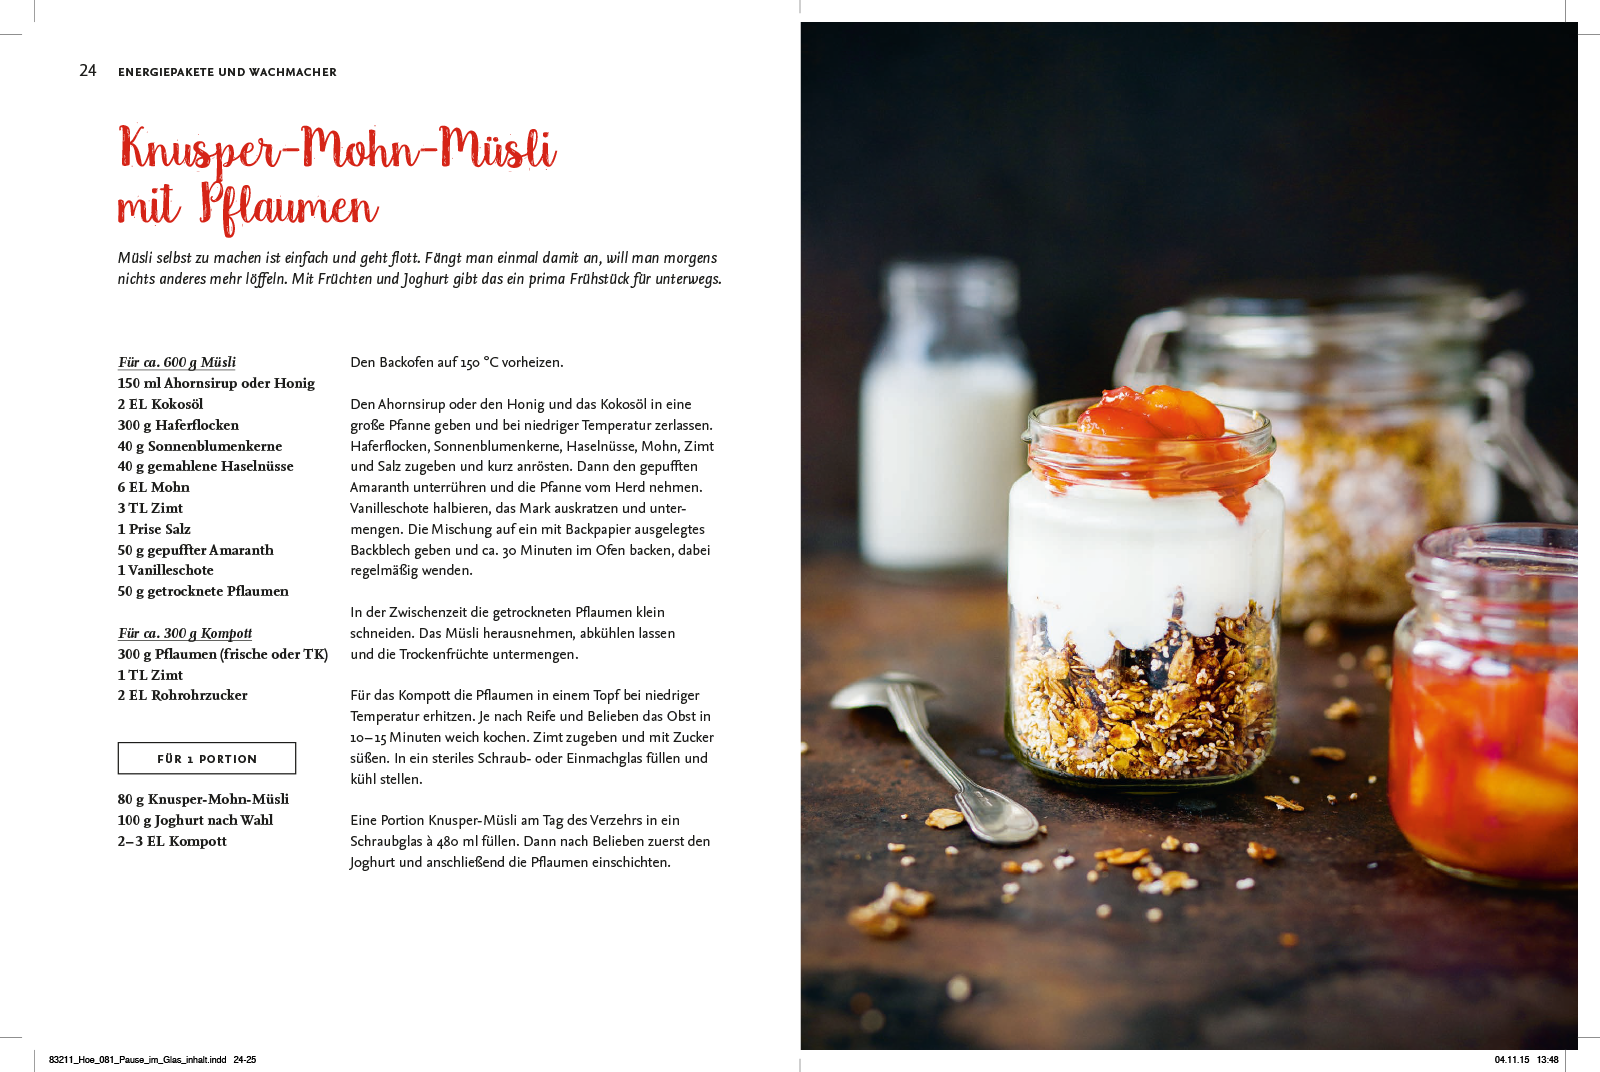 24 ENERGIEPAKETE UND WACHMACHER
Knusper-Mohn-Müsli
mit Pflaumen
Müsli selbst zu machen ist einfach und geht flott. Fängt man einmal damit an, will man morgens
nichts anderes mehr löffeln. Mit Früchten und Joghurt gibt das ein prima Frühstück für unterwegs.
Für ca. 600 g Müsli
150 ml Ahornsirup oder Honig
2 EL Kokosöl
300 g Haferflocken
40 g Sonnenblumenkerne
40 g gemahlene Haselnüsse
6 EL Mohn
3 TL Zimt
1 Prise Salz
50 g gepuffter Amaranth
1 Vanilleschote
50 g getrocknete Pflaumen
Für ca. 300 g Kompott
300 g Pflaumen (frische oder TK)
1 TL Zimt
2 EL Rohrohrzucker
FÜR 1 PORTION
80 g Knusper-Mohn-Müsli
100 g Joghurt nach Wahl
2–3 EL Kompott
Den Backofen auf 150 °C vorheizen.
Den Ahornsirup oder den Honig und das Kokosöl in eine
große Pfanne geben und bei niedriger Temperatur zerlassen.
Haferflocken, Sonnenblumenkerne, Haselnüsse, Mohn, Zimt
und Salz zugeben und kurz anrösten. Dann den gepufften
Amaranth unterrühren und die Pfanne vom Herd nehmen.
Vanilleschote halbieren, das Mark auskratzen und unter-
mengen. Die Mischung auf ein mit Backpapier ausgelegtes
Backblech geben und ca. 30 Minuten im Ofen backen, dabei
regelmäßig wenden.
In der Zwischenzeit die getrockneten Pflaumen klein
schneiden. Das Müsli herausnehmen, abkühlen lassen
und die Trockenfrüchte untermengen.
Für das Kompott die Pflaumen in einem Topf bei niedriger
Temperatur erhitzen. Je nach Reife und Belieben das Obst in
10–15 Minuten weich kochen. Zimt zugeben und mit Zucker
süßen. In ein steriles Schraub- oder Einmachglas füllen und
kühl stellen.
Eine Portion Knusper-Müsli am Tag des Verzehrs in ein
Schraubglas à 480 ml füllen. Dann nach Belieben zuerst den
Joghurt und anschließend die Pflaumen einschichten.
83211_Hoe_081_Pause_im_Glas_inhalt.indd 24-25
04.11.15 13:48